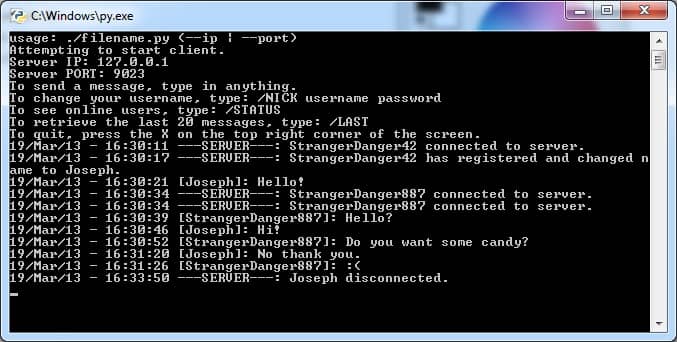 C:\Windows\py.exe
usage: ./filename.py (--ip | --port)
Attempting to start client.
Server IP: 127.0.0.1
Server PORT: 9023
To send a message, type in anything.
To change your username, type: /NICK username password
To see online users, type: /STATUS
To retrieve the last 20 messages, type: /LAST
To quit, press the X on the top right corner of the screen.
19/Mar/13 - 16:30:11 ---SERVER---: StrangerDanger42 connected to server.
19/Mar/13 - 16:30:17 ---SERVER---: StrangerDanger42 has registered and changed n
ame to Joseph.
19/Mar/13 - 16:30:21 [Joseph]: Hello!
19/Mar/13 - 16:30:34 ---SERVER---: StrangerDanger887 connected to server.
19/Mar/13 - 16:30:34 ---SERVER---: StrangerDanger887 connected to server.
19/Mar/13 - 16:30:39 [StrangerDanger887]: Hello?
19/Mar/13 - 16:30:46 [Joseph]: Hi!
19/Mar/13 - 16:30:52 [StrangerDanger887]: Do you want some candy?
19/Mar/13 - 16:31:20 [Joseph]: No thank you.
19/Mar/13 - 16:31:26 [StrangerDanger887]: :(
19/Mar/13 - 16:33:50 ---SERVER---: Joseph disconnected.